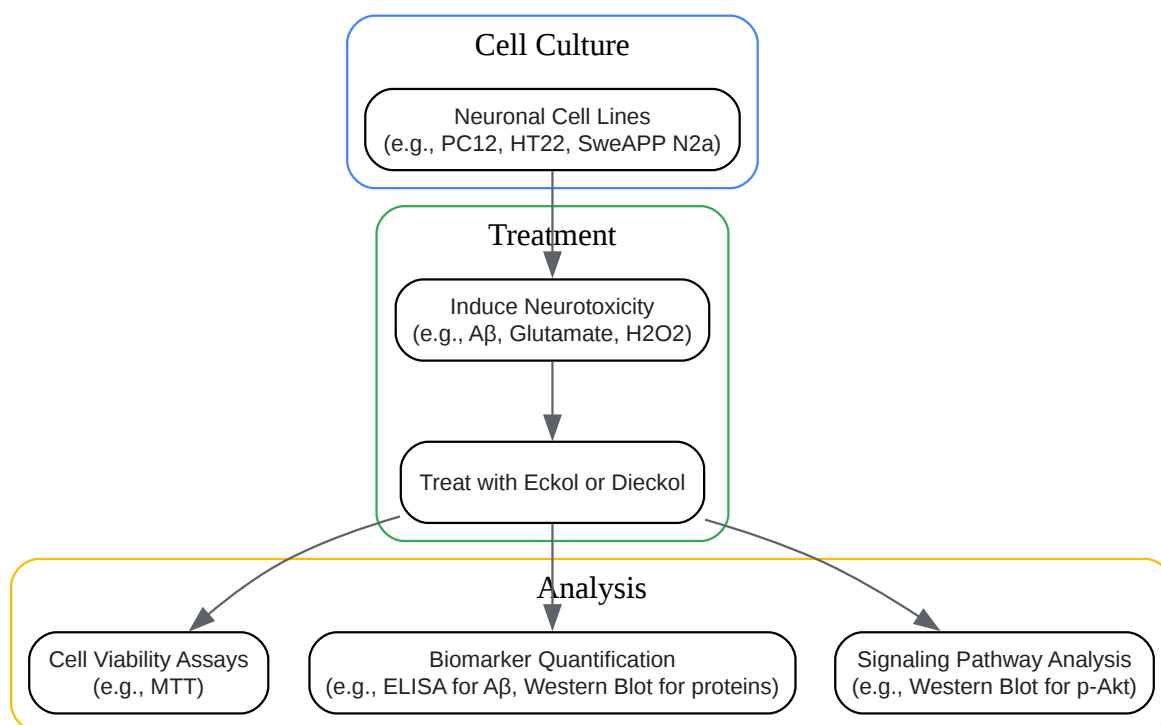 Cell Culture
Neuronal Cell Lines
(e.g., PC12, HT22, SweAPP N2a)
Treatment
Induce Neurotoxicity
(e.g., Aβ, Glutamate, H2O2)
Treat with Eckol or Dieckol
Analysis
Cell Viability Assays
(e.g., MTT)
Biomarker Quantification
(e.g., ELISA for Aβ, Western Blot for proteins)
Signaling Pathway Analysis
(e.g., Western Blot for p-Akt)